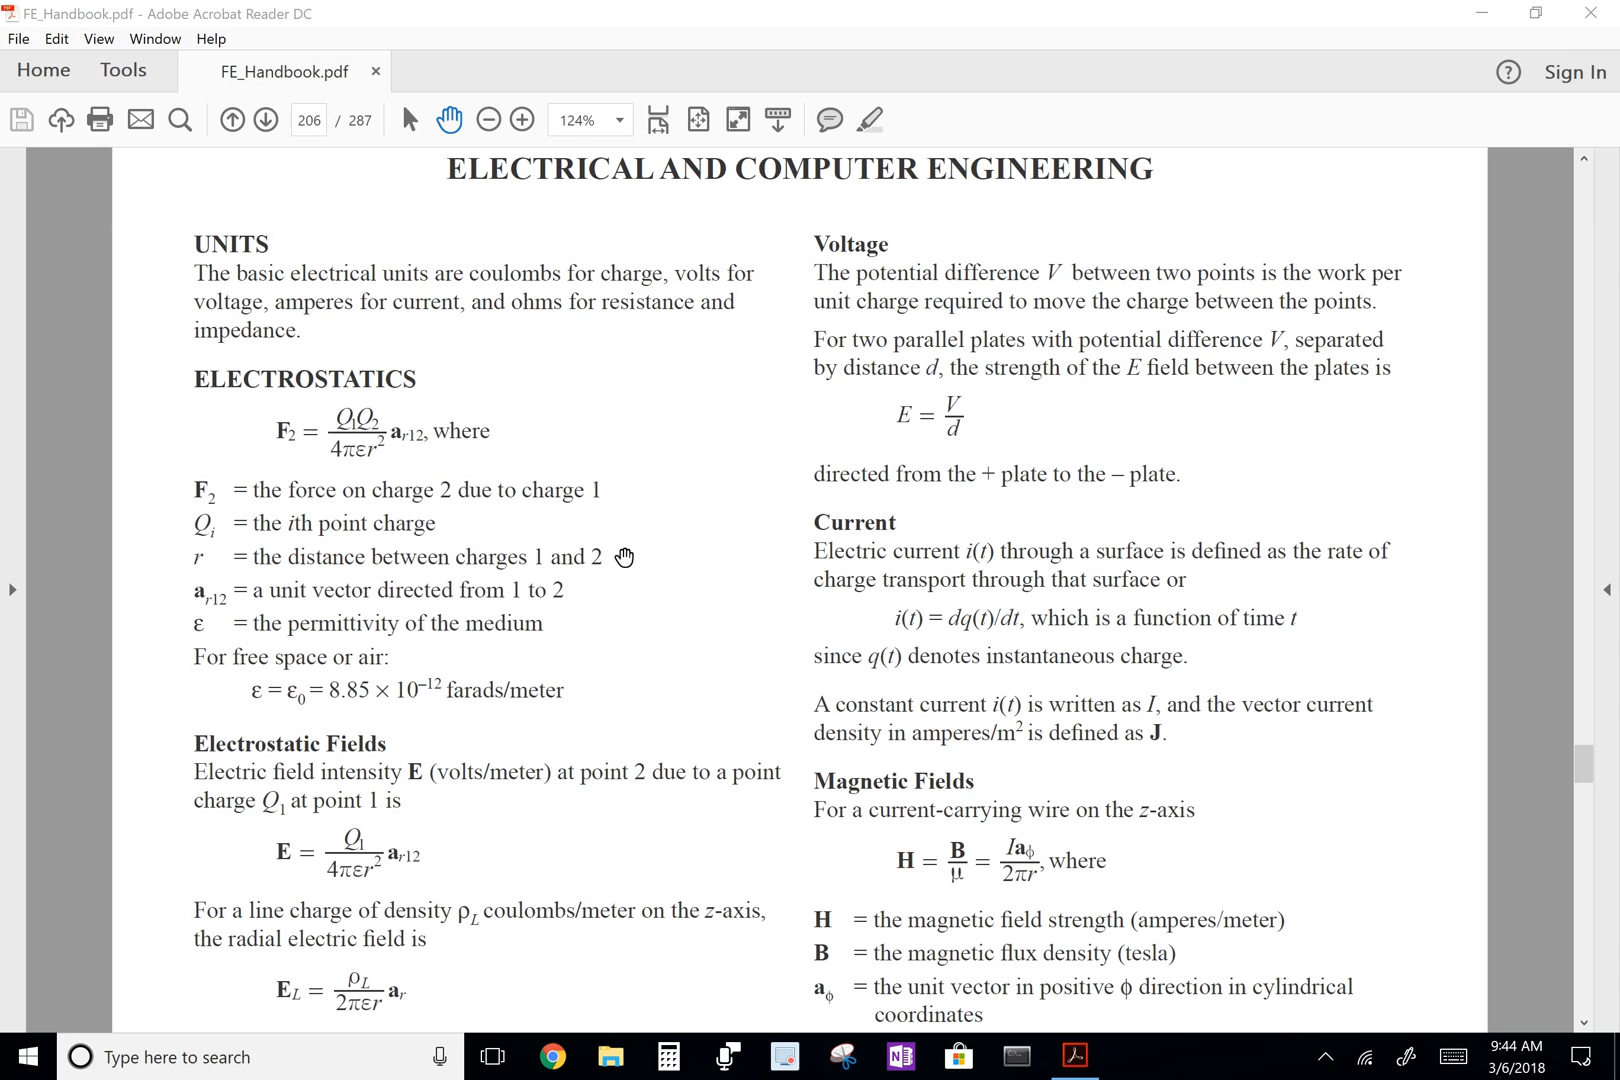 FE_Handbook.pdf - Adobe Acrobat Reader DC
File Edit View Window Help
Home Tools FE_Handbook.pdf × ? Sign In
206 / 287 124%
ELECTRICAL AND COMPUTER ENGINEERING
UNITS
The basic electrical units are coulombs for charge, volts for
voltage, amperes for current, and ohms for resistance and
impedance.
ELECTROSTATICS
F₂ = Q₁Q₂ / 4πεr² a_r12, where
F₂ = the force on charge 2 due to charge 1
Qᵢ = the ith point charge
r = the distance between charges 1 and 2
a_r12 = a unit vector directed from 1 to 2
ε = the permittivity of the medium
For free space or air:
ε = ε₀ = 8.85 × 10⁻¹² farads/meter
Electrostatic Fields
Electric field intensity E (volts/meter) at point 2 due to a point
charge Q₁ at point 1 is
E = Q₁ / 4πεr² a_r12
For a line charge of density ρ_L coulombs/meter on the z-axis,
the radial electric field is
E_L = ρ_L / 2πεr a_r
Voltage
The potential difference V between two points is the work per
unit charge required to move the charge between the points.
For two parallel plates with potential difference V, separated
by distance d, the strength of the E field between the plates is
E = V / d
directed from the + plate to the – plate.
Current
Electric current i(t) through a surface is defined as the rate of
charge transport through that surface or
i(t) = dq(t)/dt, which is a function of time t
since q(t) denotes instantaneous charge.
A constant current i(t) is written as I, and the vector current
density in amperes/m² is defined as J.
Magnetic Fields
For a current-carrying wire on the z-axis
H = B / μ = Ia_ϕ / 2πr, where
H = the magnetic field strength (amperes/meter)
B = the magnetic flux density (tesla)
a_ϕ = the unit vector in positive ϕ direction in cylindrical
coordinates
Type here to search
9:44 AM
3/6/2018